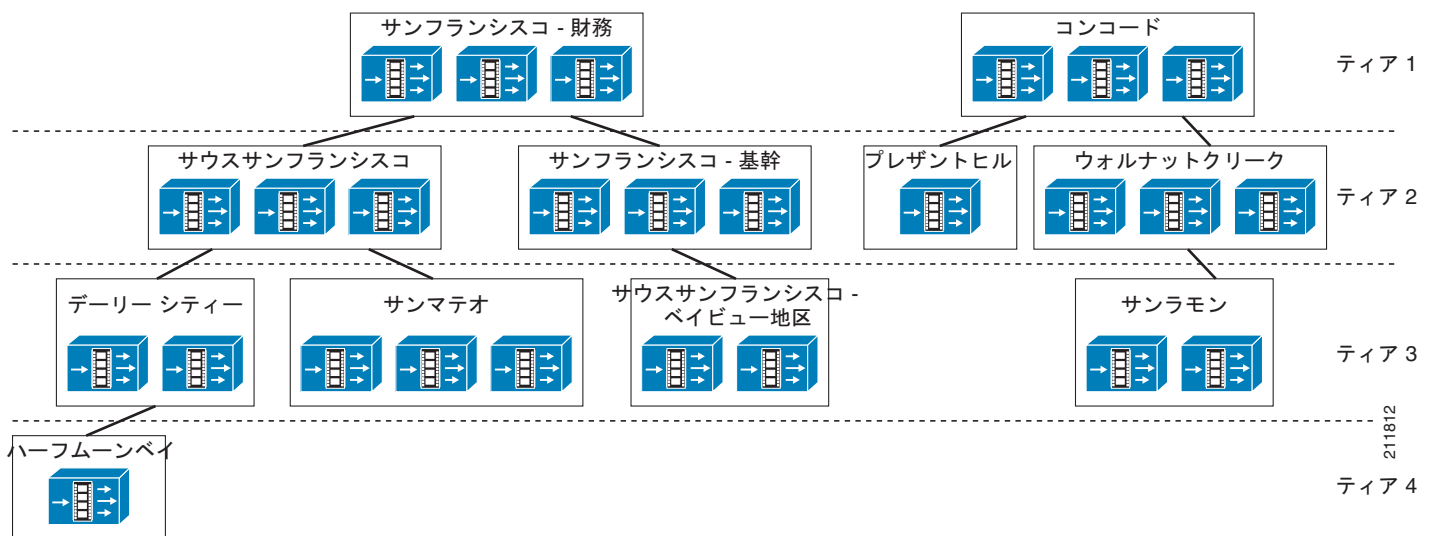 サンフランシスコ - 財務
コンコード
ティア 1
サウスサンフランシスコ
サンフランシスコ - 基幹
プレザントヒル
ウォルナットクリーク
ティア 2
デーリー シティー
サンマテオ
サウスサンフランシスコ -
ベイビュー地区
サンラモン
ティア 3
211812
ハーフムーンベイ
ティア 4